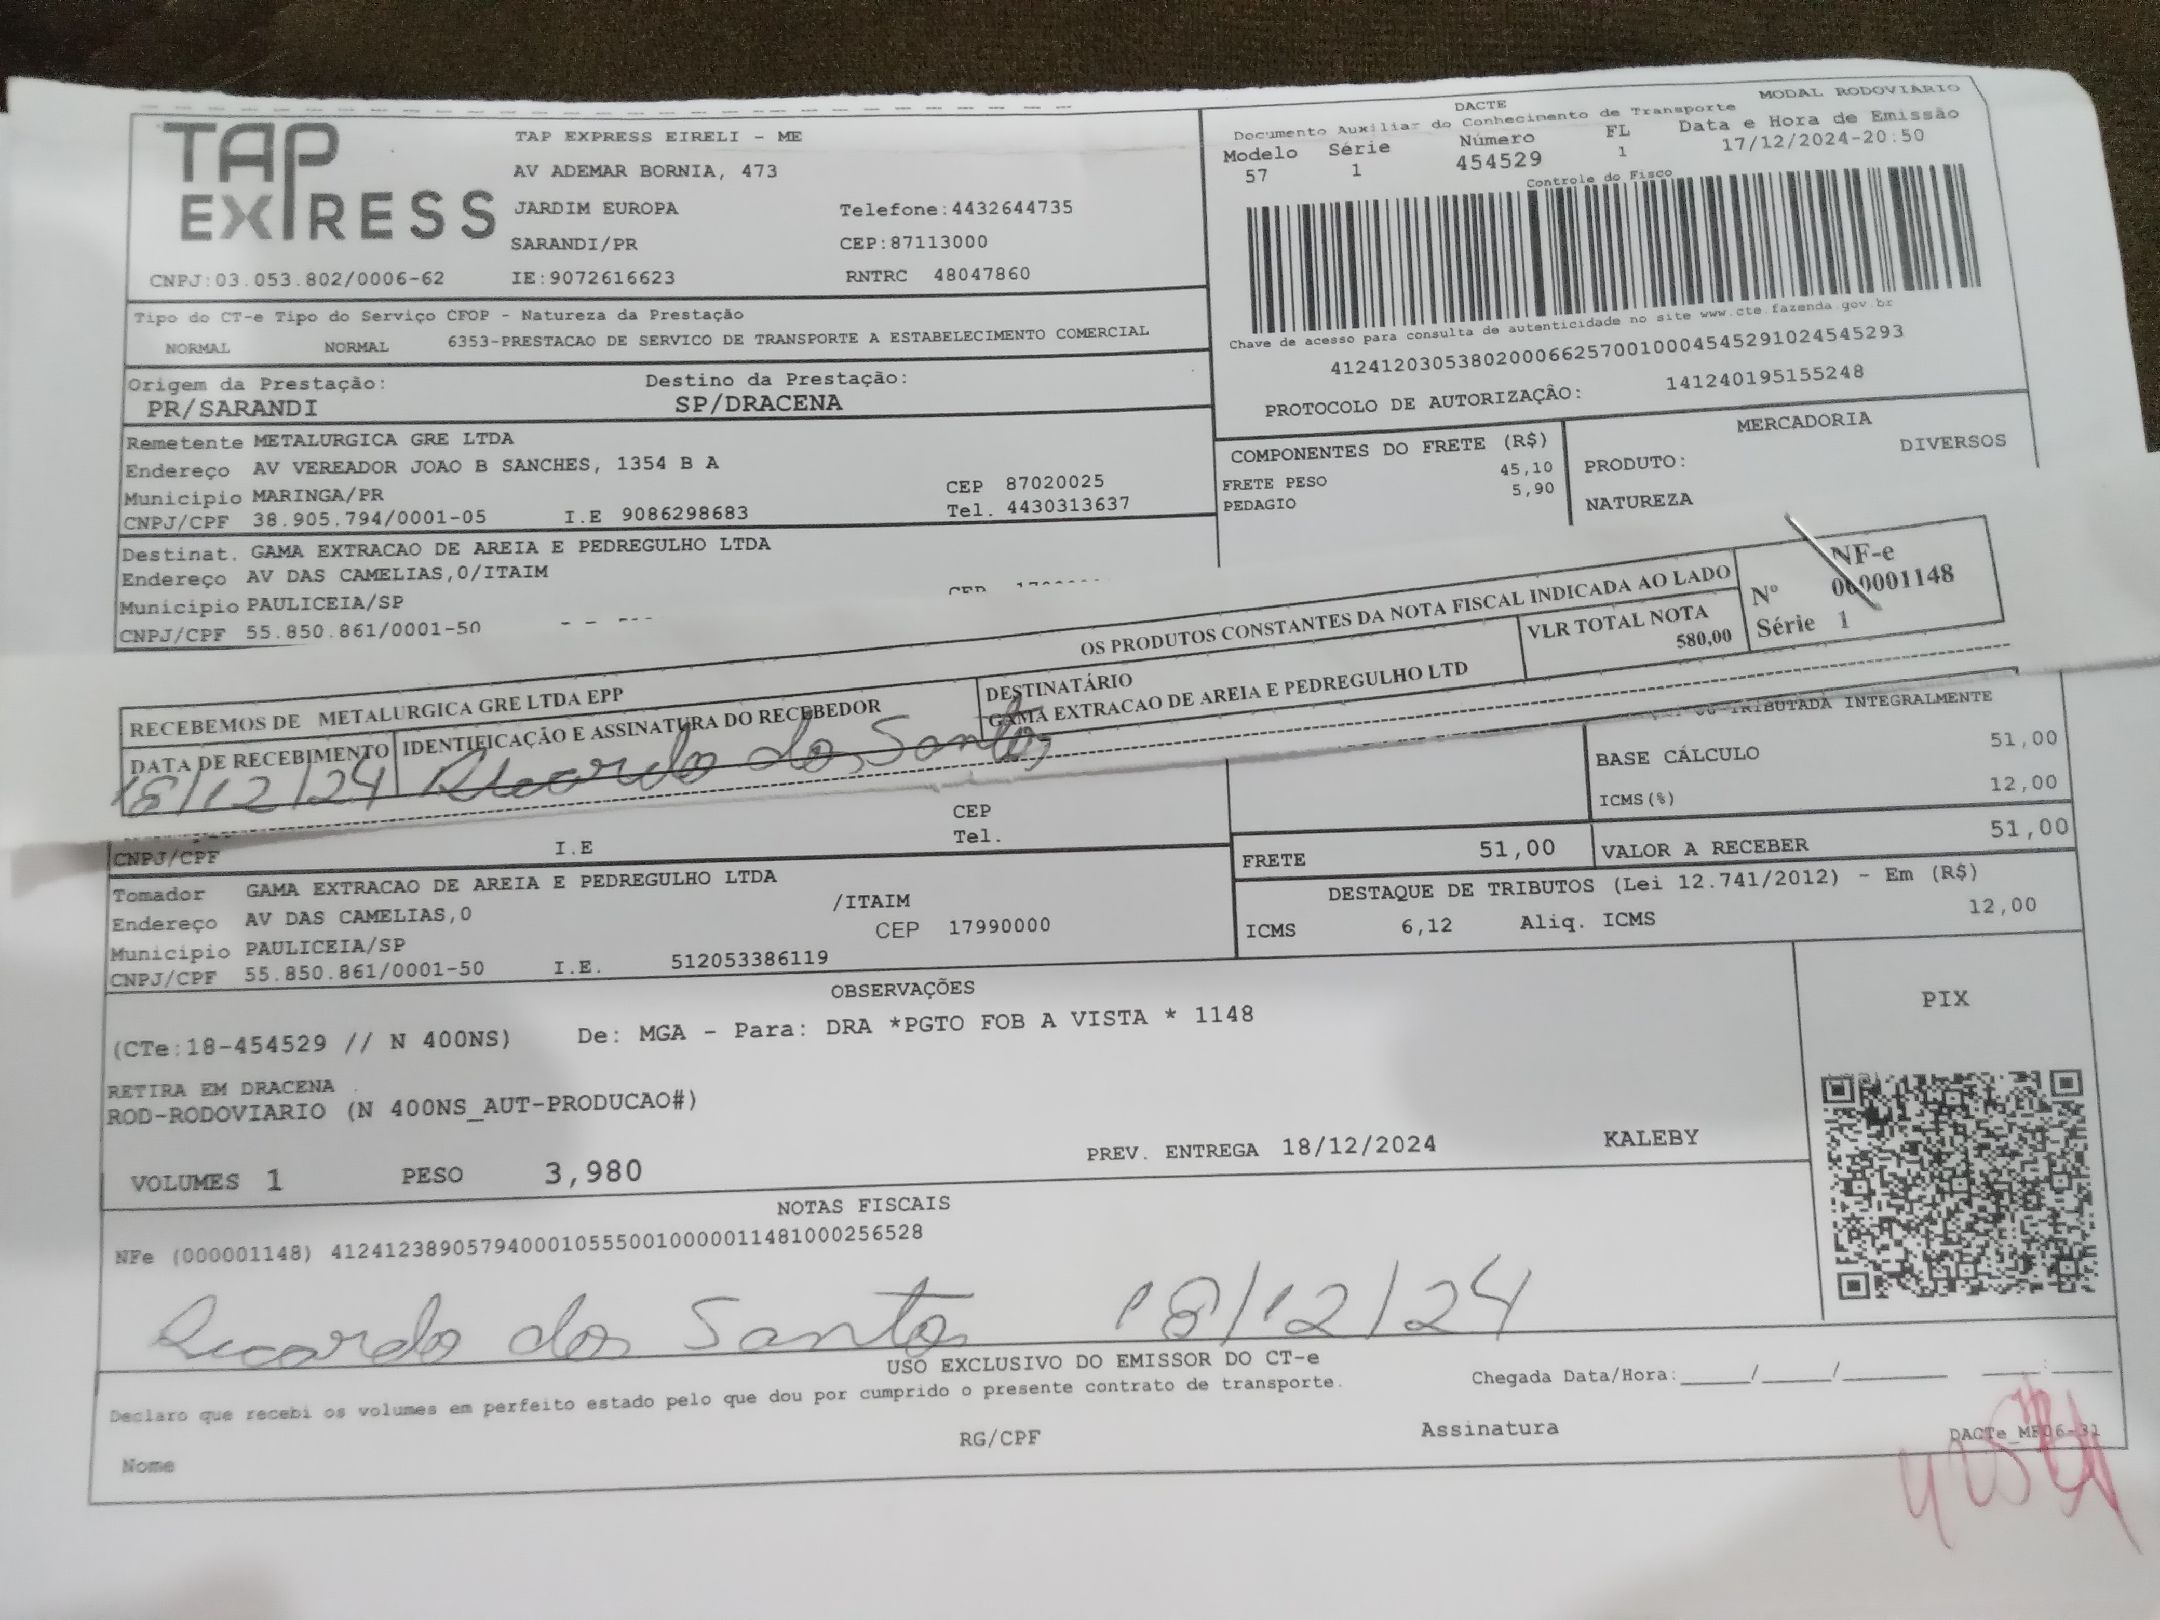 TAP EXPRESS
TAP EXPRESS EIRELI - ME
AV ADEMAR BORNIA, 473
JARDIM EUROPA Telefone:4432644735
SARANDI/PR CEP:87113000
CNPJ:03.053.802/0006-62 IE:9072616623 RNTRC 48047860
DACTE MODAL RODOVIARIO
Documento Auxiliar do Conhecimento de Transporte
Modelo Série Número FL Data e Hora de Emissão
57 1 454529 1 17/12/2024-20:50
Controle do Fisco
Chave de acesso para consulta de autenticidade no site www.cte.fazenda.gov.br
41241203053802000662570010004545291024545293
PROTOCOLO DE AUTORIZAÇÃO: 141240195155248
Tipo do CT-e Tipo do Serviço CFOP - Natureza da Prestação
NORMAL NORMAL 6353-PRESTACAO DE SERVICO DE TRANSPORTE A ESTABELECIMENTO COMERCIAL
Origem da Prestação: Destino da Prestação:
PR/SARANDI SP/DRACENA
Remetente METALURGICA GRE LTDA
Endereço AV VEREADOR JOAO B SANCHES, 1354 B A
Municipio MARINGA/PR CEP 87020025
CNPJ/CPF 38.905.794/0001-05 I.E 9086298683 Tel. 4430313637
COMPONENTES DO FRETE (R$)
FRETE PESO 45,10
PEDAGIO 5,90
MERCADORIA
PRODUTO: DIVERSOS
NATUREZA
Destinat. GAMA EXTRACAO DE AREIA E PEDREGULHO LTDA
Endereço AV DAS CAMELIAS,0/ITAIM
Municipio PAULICEIA/SP
CNPJ/CPF 55.850.861/0001-50
RECEBEMOS DE METALURGICA GRE LTDA EPP OS PRODUTOS CONSTANTES DA NOTA FISCAL INDICADA AO LADO
DATA DE RECEBIMENTO IDENTIFICAÇÃO E ASSINATURA DO RECEBEDOR
18/12/24 Ricardo dos Santos
DESTINATÁRIO
GAMA EXTRACAO DE AREIA E PEDREGULHO LTD
VLR TOTAL NOTA
580,00
NF-e
Nº 000001148
Série 1
TRIBUTADA INTEGRALMENTE
BASE CÁLCULO 51,00
ICMS(%) 12,00
CEP
CNPJ/CPF I.E Tel.
FRETE 51,00 VALOR A RECEBER 51,00
Tomador GAMA EXTRACAO DE AREIA E PEDREGULHO LTDA
Endereço AV DAS CAMELIAS,0 /ITAIM
Municipio PAULICEIA/SP CEP 17990000
CNPJ/CPF 55.850.861/0001-50 I.E. 512053386119
DESTAQUE DE TRIBUTOS (Lei 12.741/2012) - Em (R$)
ICMS 6,12 Aliq. ICMS 12,00
OBSERVAÇÕES
(CTe:18-454529 // N 400NS) De: MGA - Para: DRA *PGTO FOB A VISTA * 1148
RETIRA EM DRACENA
ROD-RODOVIARIO (N 400NS_AUT-PRODUCAO#)
PIX
VOLUMES 1 PESO 3,980 PREV. ENTREGA 18/12/2024 KALEBY
NOTAS FISCAIS
NFe (000001148) 41241238905794000105550010000011481000256528
Ricardo dos Santos 18/12/24
USO EXCLUSIVO DO EMISSOR DO CT-e
Declaro que recebi os volumes em perfeito estado pelo que dou por cumprido o presente contrato de transporte. Chegada Data/Hora:_____/_____/_______ ____:____
Nome RG/CPF Assinatura